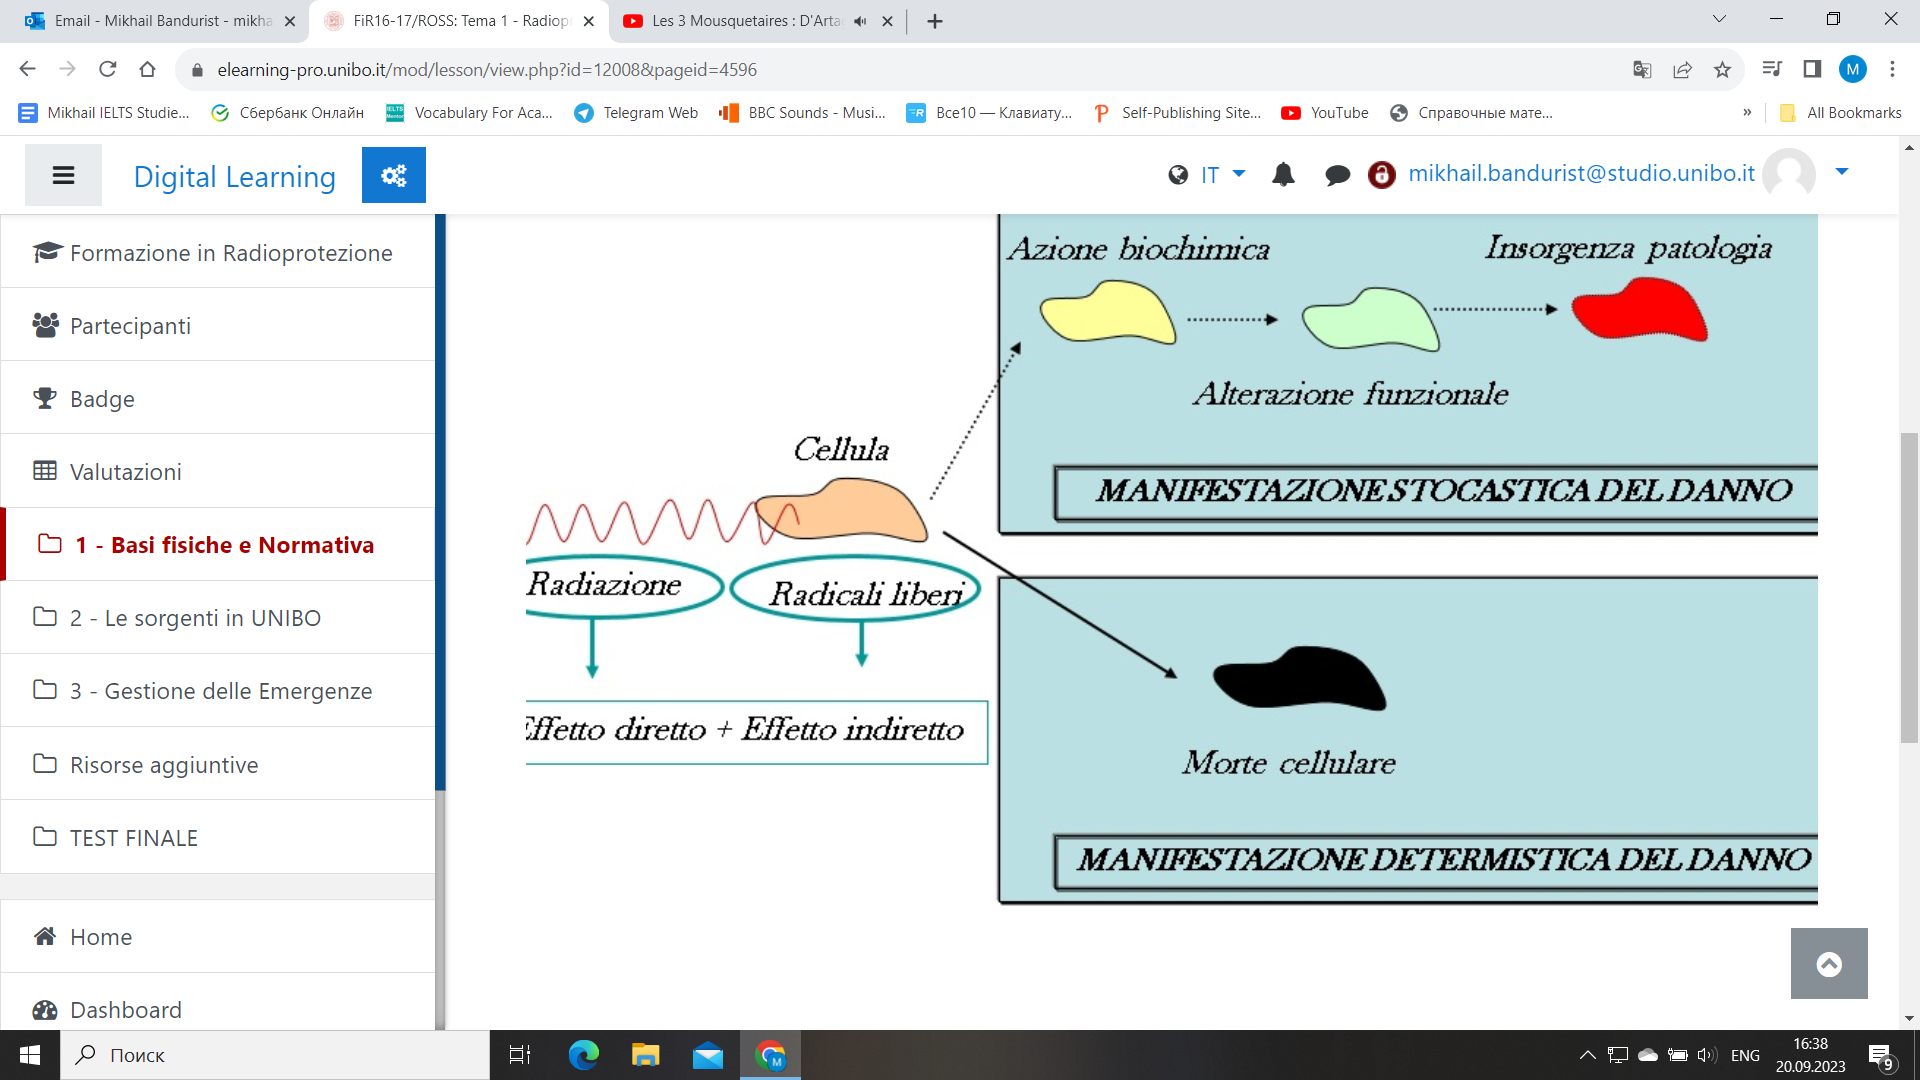 Email - Mikhail Bandurist - mikha
FiR16-17/ROSS: Tema 1 - Radiop
Les 3 Mousquetaires : D'Arta
elearning-pro.unibo.it/mod/lesson/view.php?id=12008&pageid=4596
M
Mikhail IELTS Studie...
Сбербанк Онлайн
Vocabulary For Aca...
Telegram Web
BBC Sounds - Musi...
Все10 — Клавиату...
Self-Publishing Site...
YouTube
Справочные мате...
»
All Bookmarks
Digital Learning
IT
mikhail.bandurist@studio.unibo.it
Formazione in Radioprotezione
Partecipanti
Badge
Valutazioni
1 - Basi fisiche e Normativa
2 - Le sorgenti in UNIBO
3 - Gestione delle Emergenze
Risorse aggiuntive
TEST FINALE
Home
Dashboard
Azione biochimica
Insorgenza patologia
Alterazione funzionale
MANIFESTAZIONE STOCASTICA DEL DANNO
Cellula
Radiazione
Radicali liberi
Effetto diretto + Effetto indiretto
Morte cellulare
MANIFESTAZIONE DETERMISTICA DEL DANNO
Поиск
M
ENG
16:38
20.09.2023
9